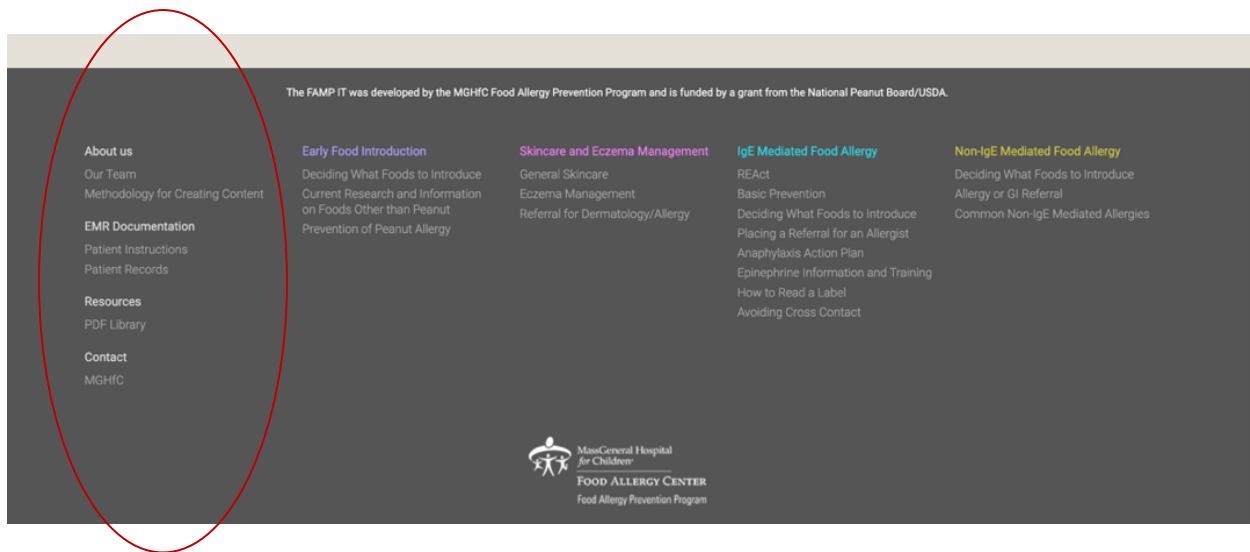 The FAMP IT was developed by the MGHfC Food Allergy Prevention Program and is funded by a grant from the National Peanut Board/USDA.
About us
Our Team
Methodology for Creating Content
EMR Documentation
Patient Instructions
Patient Records
Resources
PDF Library
Contact
MGHfC
Early Food Introduction
Deciding What Foods to Introduce
Current Research and Information
on Foods Other than Peanut
Prevention of Peanut Allergy
Skincare and Eczema Management
General Skincare
Eczema Management
Referral for Dermatology/Allergy
IgE Mediated Food Allergy
REAct
Basic Prevention
Deciding What Foods to Introduce
Placing a Referral for an Allergist
Anaphylaxis Action Plan
Epinephrine Information and Training
How to Read a Label
Avoiding Cross Contact
Non-IgE Mediated Food Allergy
Deciding What Foods to Introduce
Allergy or GI Referral
Common Non-IgE Mediated Allergies
MassGeneral Hospital
for Children
FOOD ALLERGY CENTER
Food Allergy Prevention Program